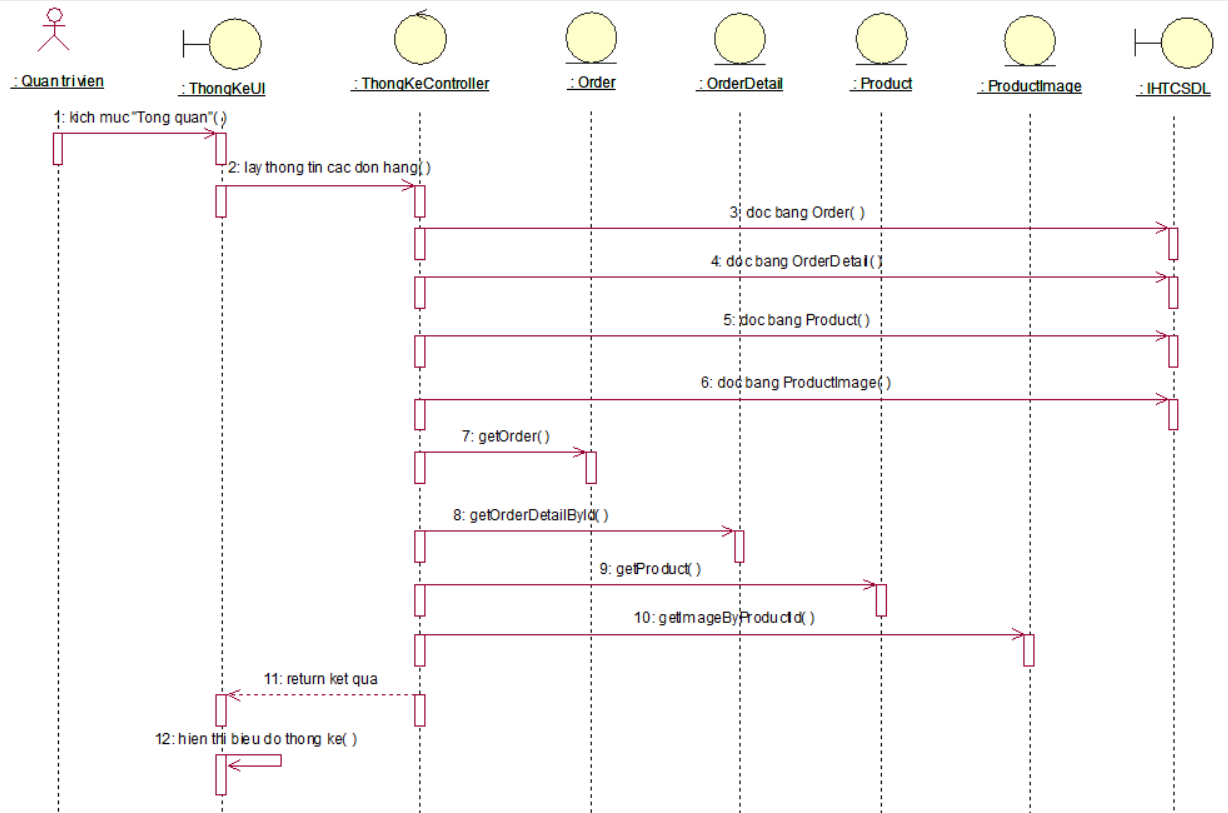 : Quan tri vien
: ThongKeUI
: ThongKeController
: Order
: OrderDetail
: Product
: ProductImage
: IHTCSDL
1: kich muc "Tong quan"( )
2: lay thong tin cac don hang( )
3: doc bang Order( )
4: doc bang OrderDetail( )
5: doc bang Product( )
6: doc bang ProductImage( )
7: getOrder( )
8: getOrderDetailById( )
9: getProduct( )
10: getImageByProductId( )
11: return ket qua
12: hien thi bieu do thong ke( )